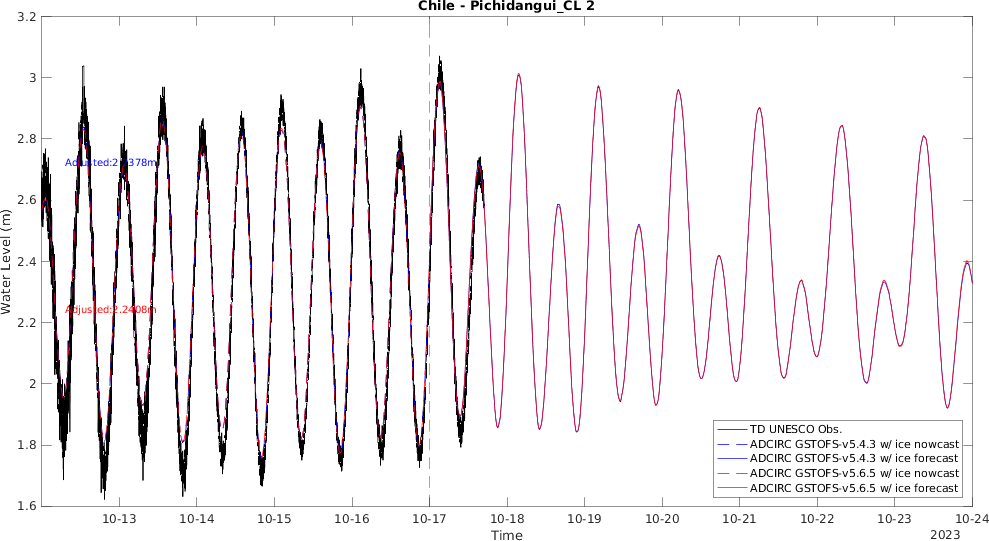 Chile - Pichidangui_CL 2
3.2
3
2.8
2.6
2.4
2.2
2
1.8
1.6
Water Level (m)
Adjusted:2.2408m
TD UNESCO Obs.
ADCIRC GSTOFS-v5.4.3 w/ ice nowcast
ADCIRC GSTOFS-v5.4.3 w/ ice forecast
ADCIRC GSTOFS-v5.6.5 w/ ice nowcast
ADCIRC GSTOFS-v5.6.5 w/ ice forecast
10-13 10-14 10-15 10-16 10-17 10-18 10-19 10-20 10-21 10-22 10-23 10-24
Time
2023